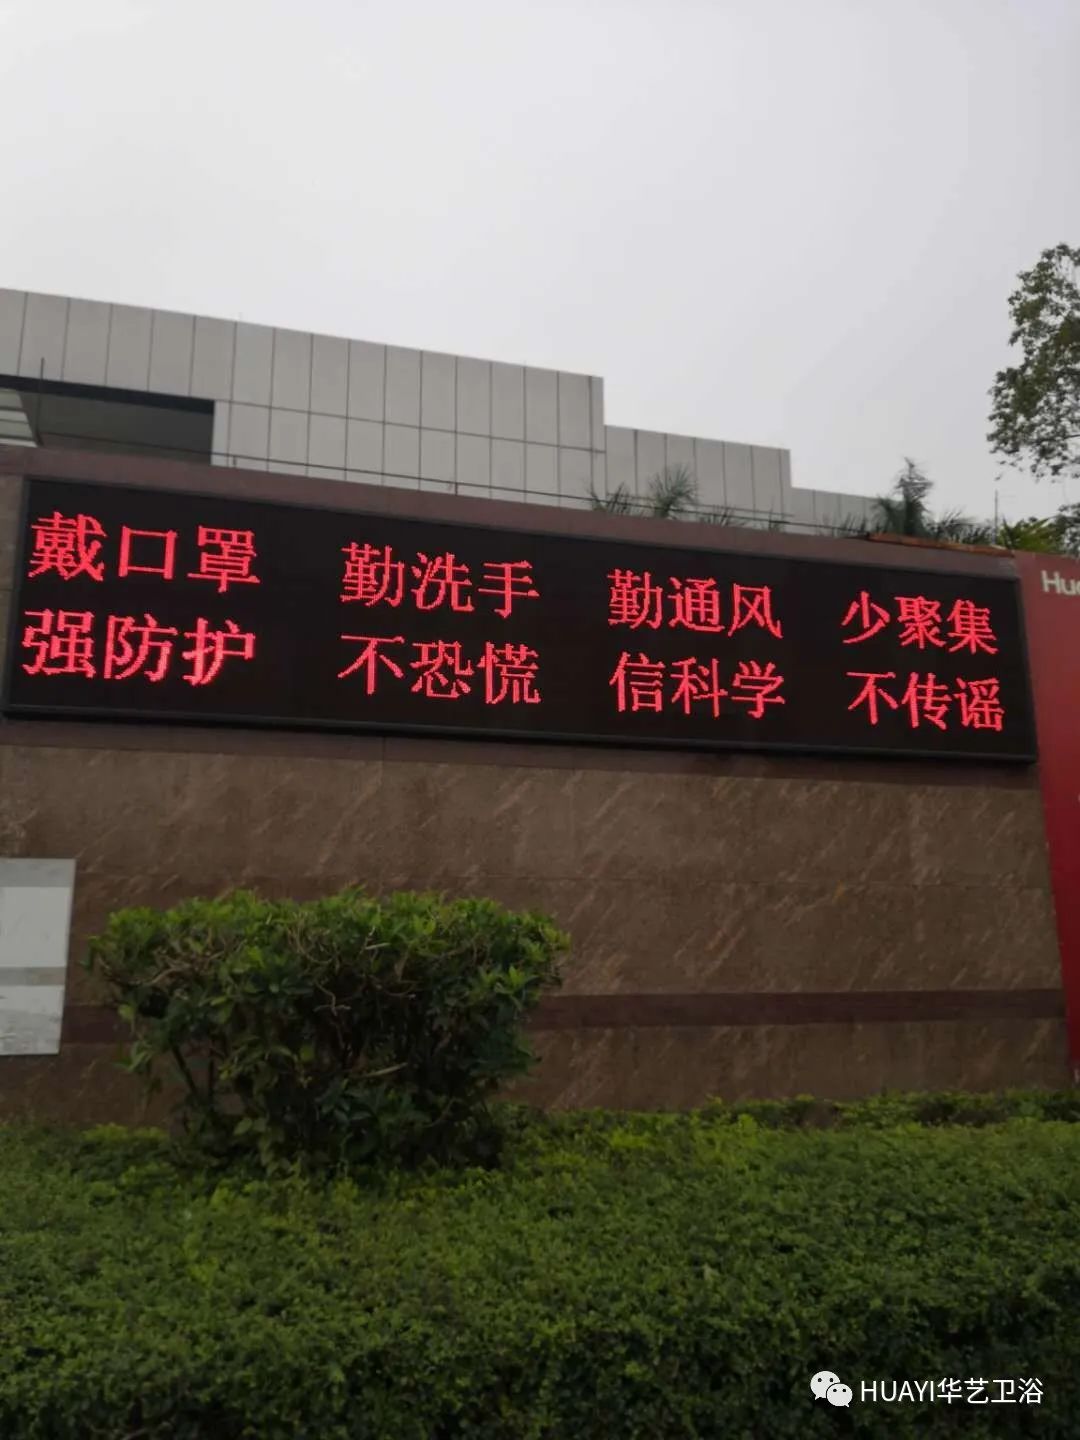 戴口罩 勤洗手 勤通风 少聚集
强防护 不恐慌 信科学 不传谣
HUAYI华艺卫浴